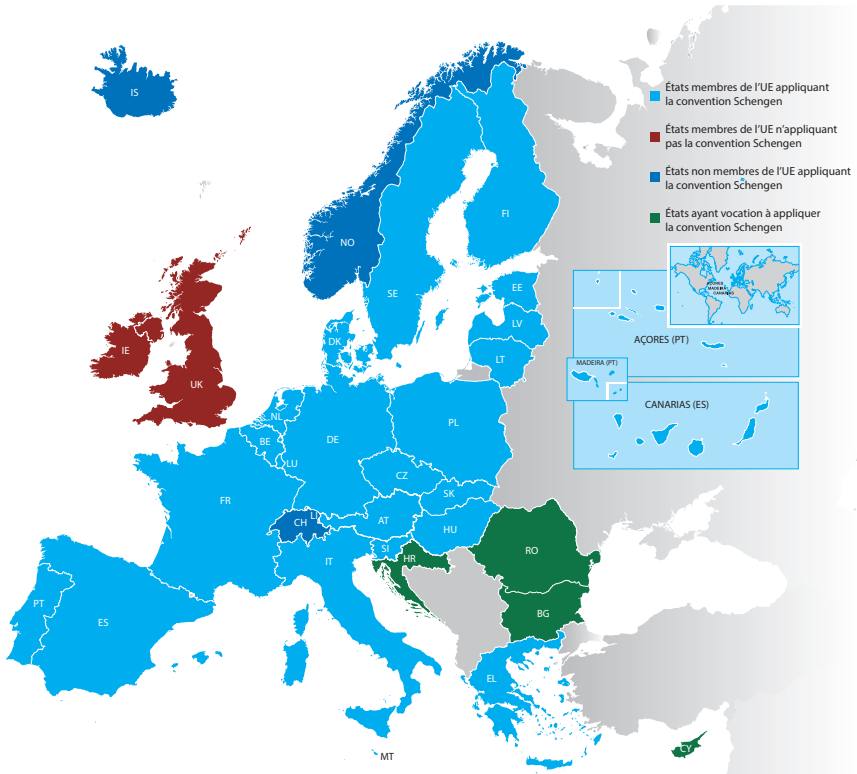 IS
États membres de l'UE appliquant
la convention Schengen
États membres de l'UE n'appliquant
pas la convention Schengen
États non membres de l'UE appliquant
la convention Schengen
États ayant vocation à appliquer
la convention Schengen
FI
NO
SE
EE
LV
LT
DK
IE
UK
AÇORES
MADEIRA
CANARIAS
AÇORES (PT)
MADEIRA (PT)
CANARIAS (ES)
NL
BE
LU
DE
PL
CZ
SK
FR
CH
LI
AT
HU
SI
HR
IT
RO
BG
PT
ES
EL
MT
CY